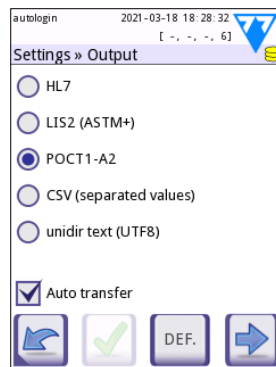 autologin 2021-03-18 18:28:32
[ -, -, -, 6]
Settings » Output
HL7
LIS2 (ASTM+)
POCT1-A2
CSV (separated values)
unidir text (UTF8)
Auto transfer
DEF.